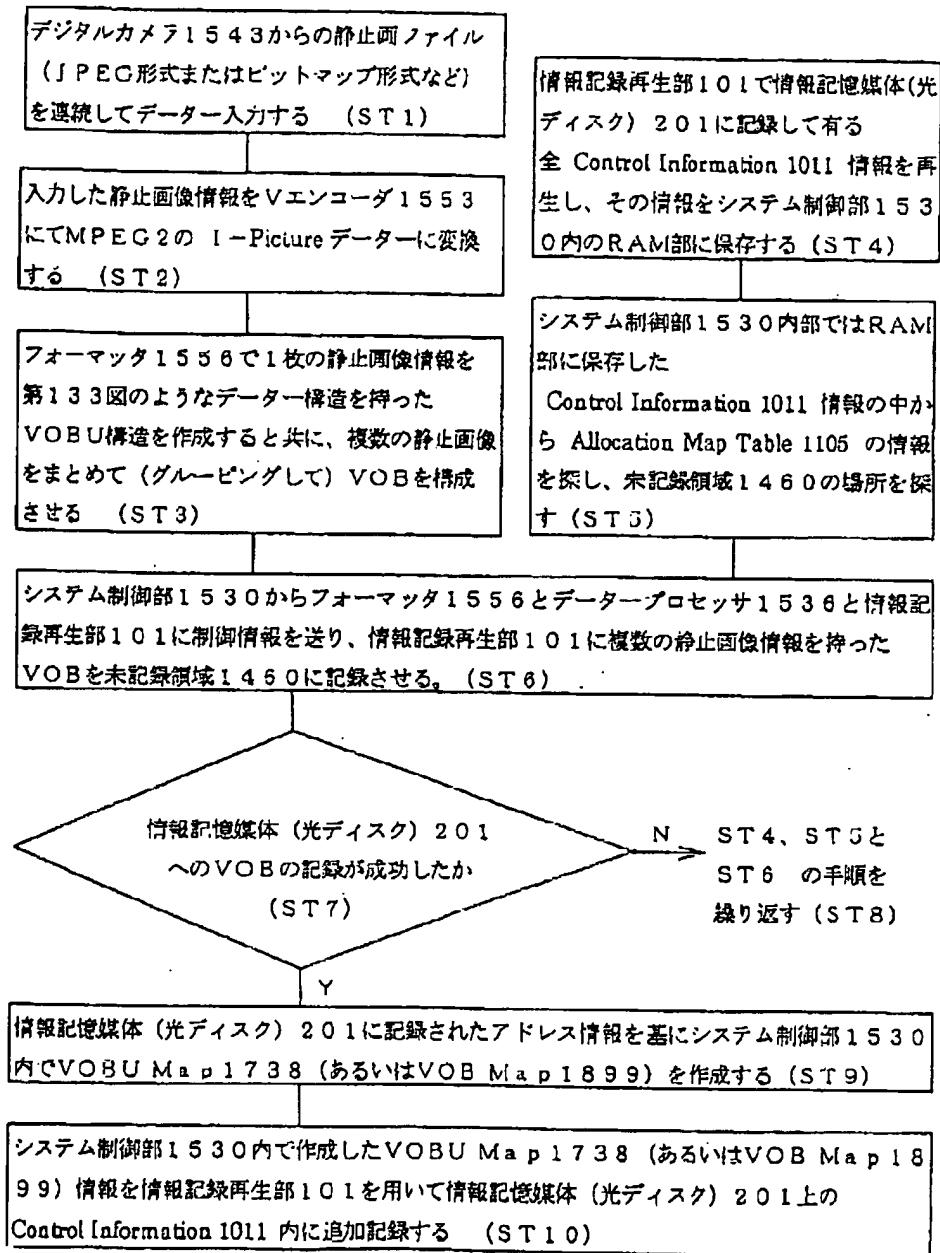 デジタルカメラ1543からの静止画ファイル
(JPEG形式またはビットマップ形式など)
を連続してデーター入力する (ST1)
入力した静止画像情報をVエンコーダ1553
にてMPEG2の I-Pictureデーターに変換
する (ST2)
フォーマッタ1556で1枚の静止画像情報を
第133図のようなデーター構造を持った
VOBU構造を作成すると共に、複数の静止画像
をまとめて(グルーピングして)VOBを構成
させる (ST3)
情報記録再生部101で情報記憶媒体(光
ディスク)201に記録して有る
全 Control Information 1011 情報を再
生し、その情報をシステム制御部153
0内のRAM部に保存する(ST4)
システム制御部1530内部ではRAM
部に保存した
Control Information 1011 情報の中か
ら Allocation Map Table 1105 の情報
を探し、未記録領域1460の場所を探
す(ST5)
システム制御部1530からフォーマッタ1556とデータープロセッサ1536と情報記
録再生部101に制御情報を送り、情報記録再生部101に複数の静止画像情報を持った
VOBを未記録領域1460に記録させる。(ST6)
情報記憶媒体(光ディスク)201
へのVOBの記録が成功したか
(ST7)
N
ST4、ST5と
ST6 の手順を
繰り返す(ST8)
Y
情報記憶媒体(光ディスク)201に記録されたアドレス情報を基にシステム制御部1530
内でVOBU Map1738(あるいはVOB Map1899)を作成する(ST9)
システム制御部1530内で作成したVOBU Map1738(あるいはVOB Map18
99)情報を情報記録再生部101を用いて情報記憶媒体(光ディスク)201上の
Control Information 1011 内に追加記録する (ST10)